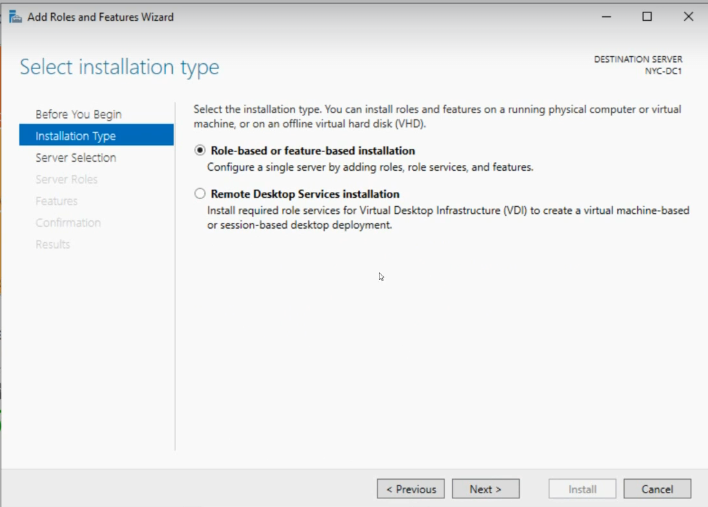 Add Roles and Features Wizard
Select installation type
DESTINATION SERVER
NYC-DC1
Before You Begin
Installation Type
Server Selection
Server Roles
Features
Confirmation
Results
Select the installation type. You can install roles and features on a running physical computer or virtual
machine, or on an offline virtual hard disk (VHD).
Role-based or feature-based installation
Configure a single server by adding roles, role services, and features.
Remote Desktop Services installation
Install required role services for Virtual Desktop Infrastructure (VDI) to create a virtual machine-based
or session-based desktop deployment.
< Previous Next > Install Cancel